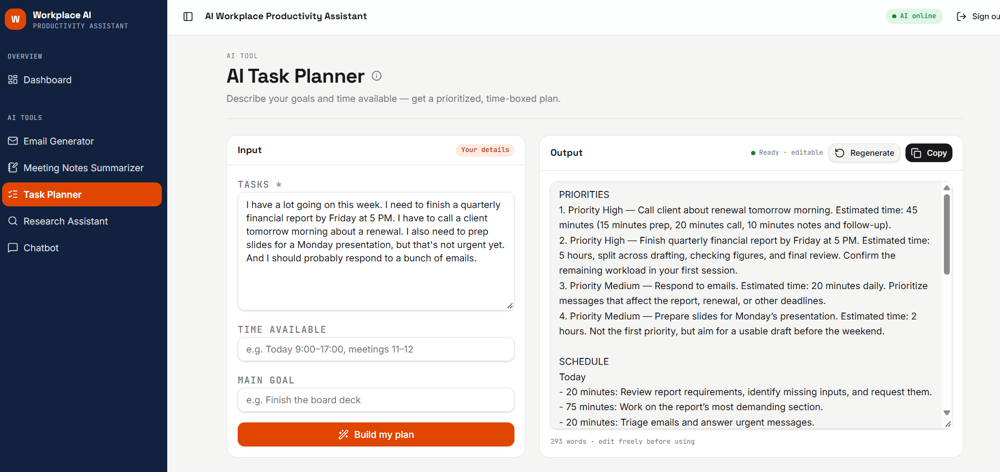 W
Workplace AI
PRODUCTIVITY ASSISTANT
OVERVIEW
Dashboard
AI TOOLS
Email Generator
Meeting Notes Summarizer
Task Planner
Research Assistant
Chatbot
AI Workplace Productivity Assistant
AI online
Sign ou
AI TOOL
AI Task Planner
Describe your goals and time available — get a prioritized, time-boxed plan.
Input
Your details
TASKS *
I have a lot going on this week. I need to finish a quarterly
financial report by Friday at 5 PM. I have to call a client
tomorrow morning about a renewal. I also need to prep
slides for a Monday presentation, but that's not urgent yet.
And I should probably respond to a bunch of emails.
TIME AVAILABLE
e.g. Today 9:00–17:00, meetings 11–12
MAIN GOAL
e.g. Finish the board deck
Build my plan
Output
Ready · editable
Regenerate
Copy
PRIORITIES
1. Priority High — Call client about renewal tomorrow morning. Estimated time: 45
minutes (15 minutes prep, 20 minutes call, 10 minutes notes and follow-up).
2. Priority High — Finish quarterly financial report by Friday at 5 PM. Estimated time:
5 hours, split across drafting, checking figures, and final review. Confirm the
remaining workload in your first session.
3. Priority Medium — Respond to emails. Estimated time: 20 minutes daily. Prioritize
messages that affect the report, renewal, or other deadlines.
4. Priority Medium — Prepare slides for Monday’s presentation. Estimated time: 2
hours. Not the first priority, but aim for a usable draft before the weekend.
SCHEDULE
Today
- 20 minutes: Review report requirements, identify missing inputs, and request them.
- 75 minutes: Work on the report’s most demanding section.
- 20 minutes: Triage emails and answer urgent messages.
293 words · edit freely before using